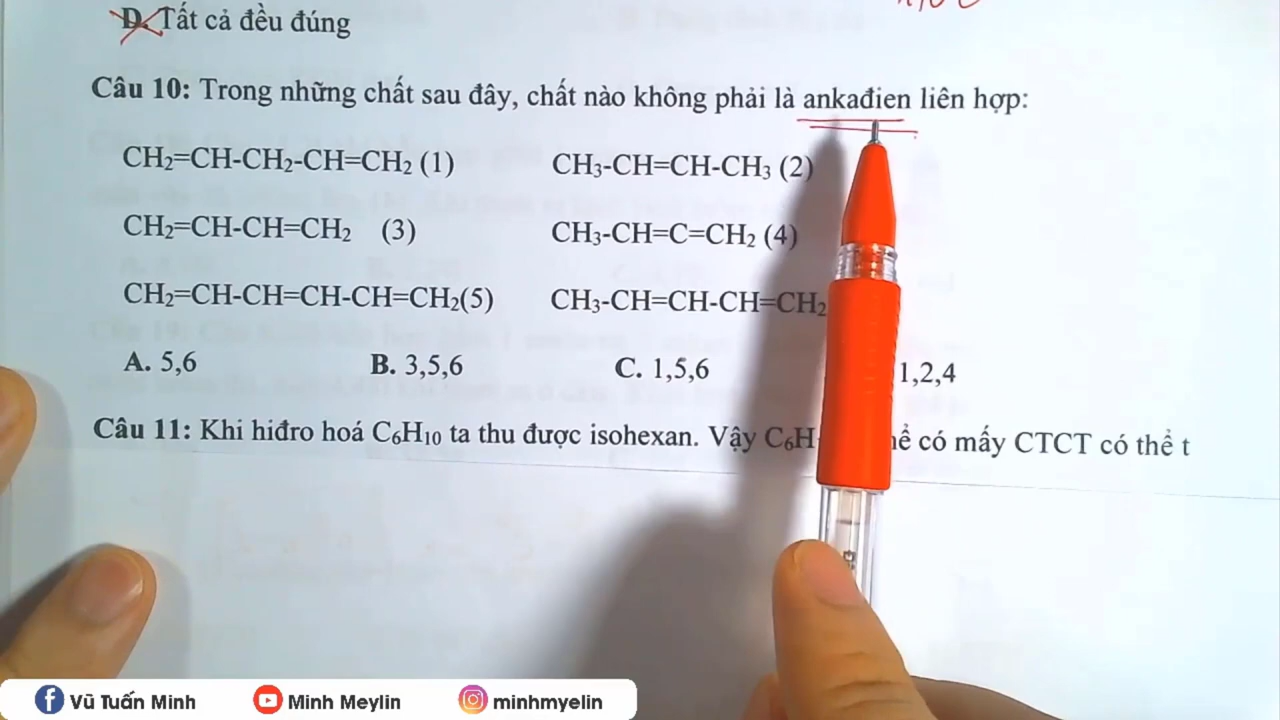 D. Tất cả đều đúng
Câu 10: Trong những chất sau đây, chất nào không phải là ankađien liên hợp:
CH₂=CH-CH₂-CH=CH₂ (1) CH₃-CH=CH-CH₃ (2)
CH₂=CH-CH=CH₂ (3) CH₃-CH=C=CH₂ (4)
CH₂=CH-CH=CH-CH=CH₂(5) CH₃-CH=CH-CH=CH₂
A. 5,6 B. 3,5,6 C. 1,5,6 1,2,4
Câu 11: Khi hiđro hoá C₆H₁₀ ta thu được isohexan. Vậy C₆H có mấy CTCT có thể t
Vũ Tuấn Minh Minh Meylin minhmyelin